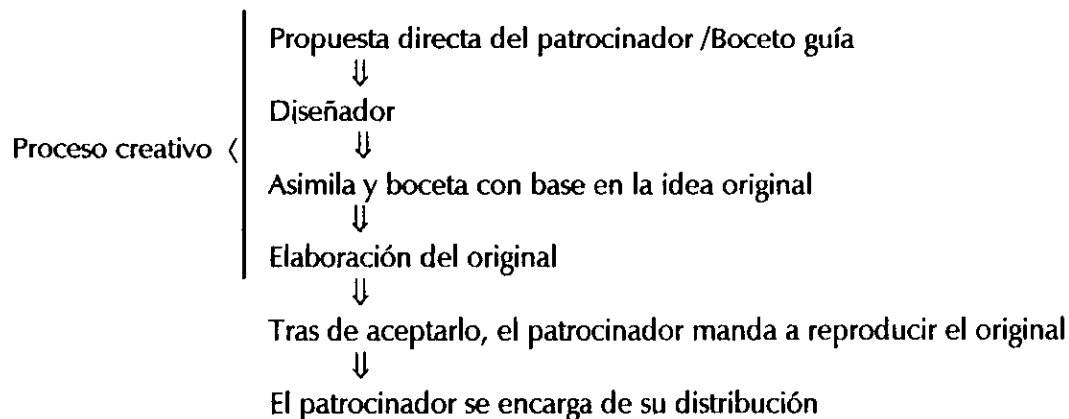 Propuesta directa del patrocinador /Boceto guía
⇓
Diseñador
⇓
Proceso creativo ⟨
Asimila y boceta con base en la idea original
⇓
Elaboración del original
⇓
Tras de aceptarlo, el patrocinador manda a reproducir el original
⇓
El patrocinador se encarga de su distribución